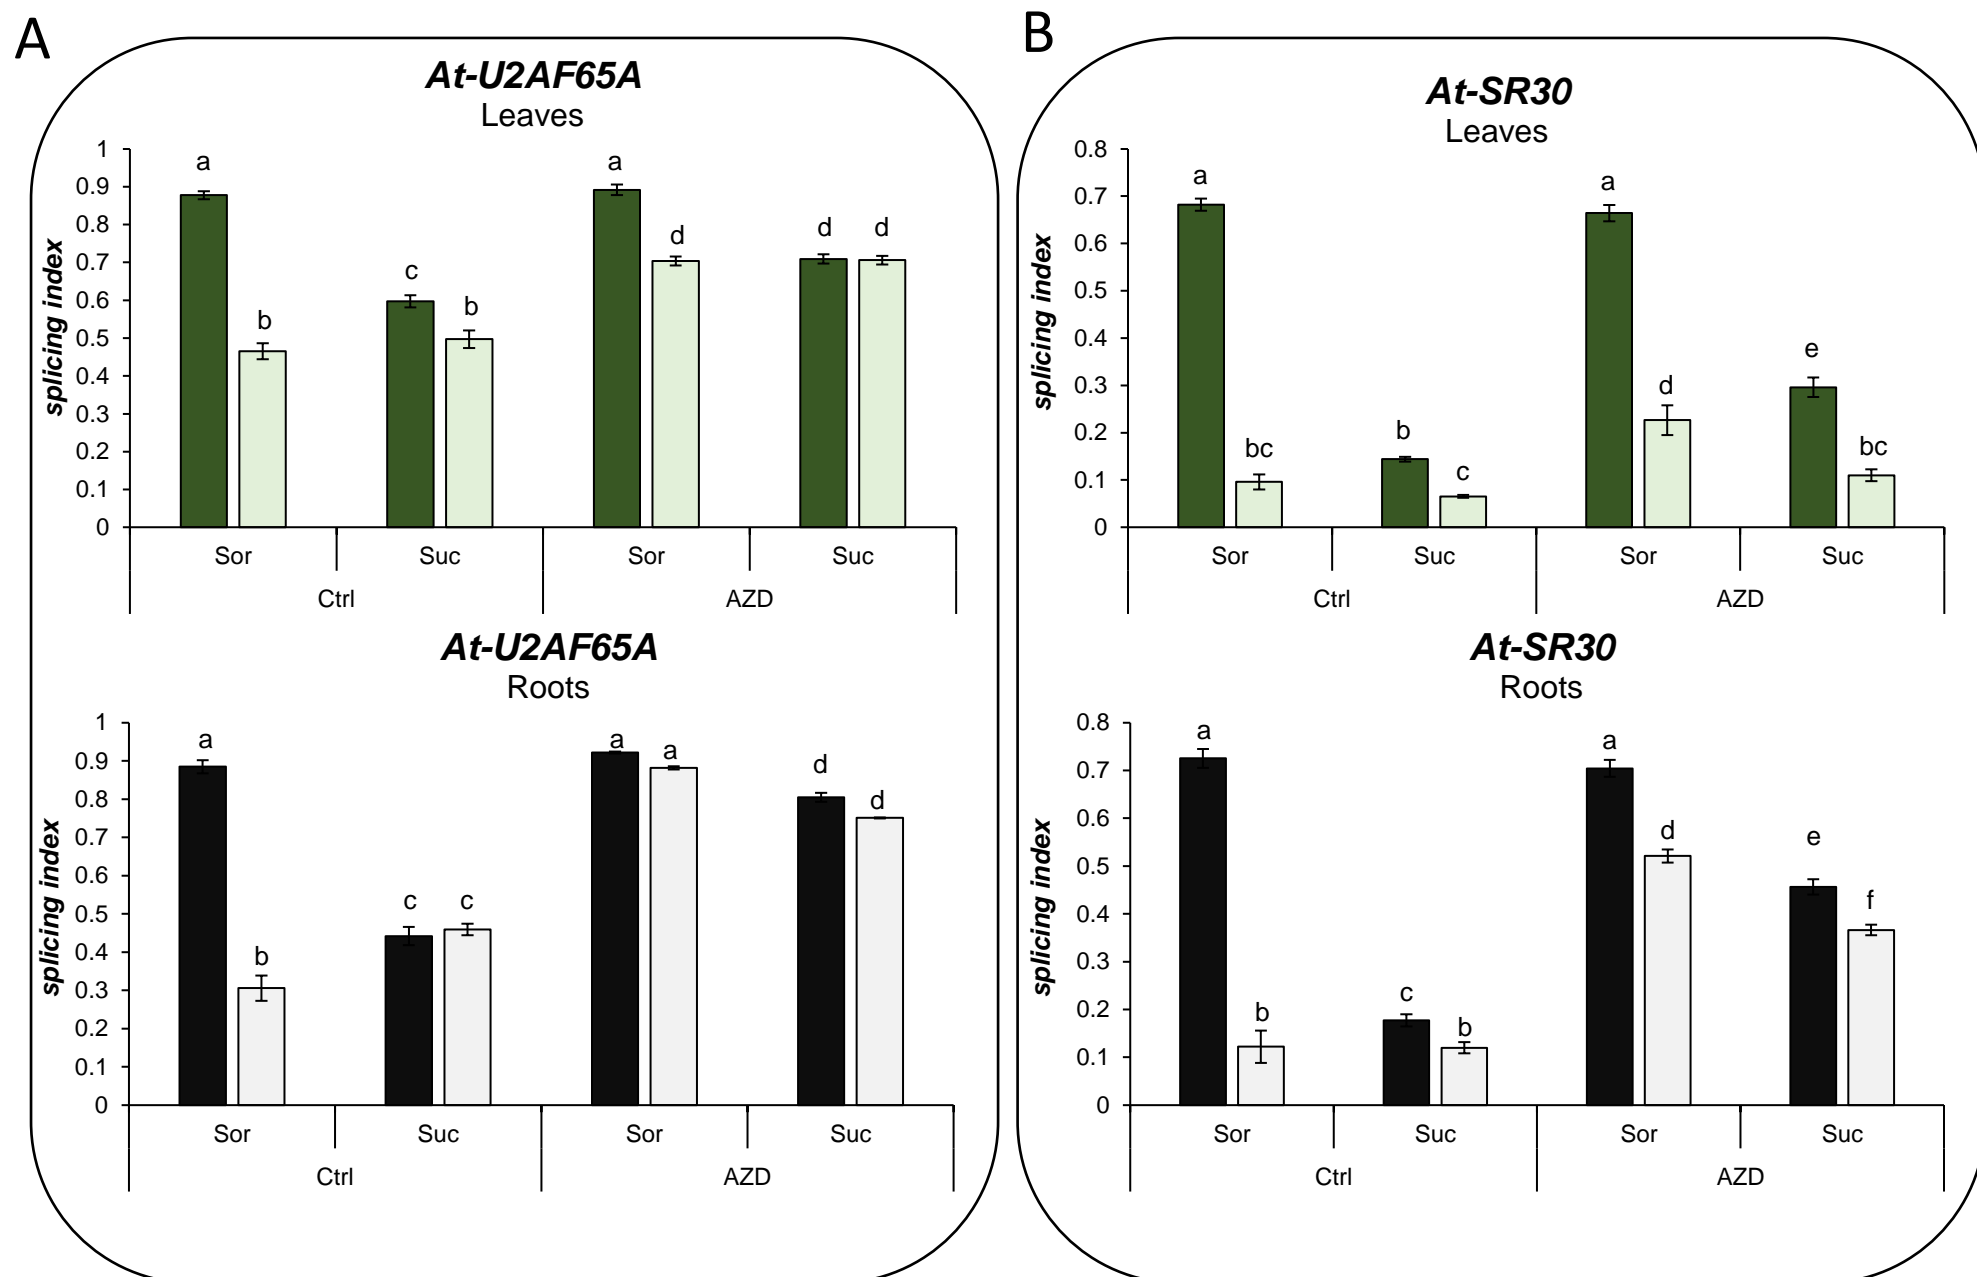 A
At-U2AF65A
Leaves
splicing index
1
0.9
0.8
0.7
0.6
0.5
0.4
0.3
0.2
0.1
0
a
b
c
b
a
d
d
d
Sor
Suc
Sor
Suc
Ctrl
AZD
At-U2AF65A
Roots
splicing index
1
0.9
0.8
0.7
0.6
0.5
0.4
0.3
0.2
0.1
0
a
b
c
c
a
a
d
d
Sor
Suc
Sor
Suc
Ctrl
AZD
B
At-SR30
Leaves
splicing index
0.8
0.7
0.6
0.5
0.4
0.3
0.2
0.1
0
a
bc
b
c
a
d
e
bc
Sor
Suc
Sor
Suc
Ctrl
AZD
At-SR30
Roots
splicing index
0.8
0.7
0.6
0.5
0.4
0.3
0.2
0.1
0
a
b
c
b
a
d
e
f
Sor
Suc
Sor
Suc
Ctrl
AZD